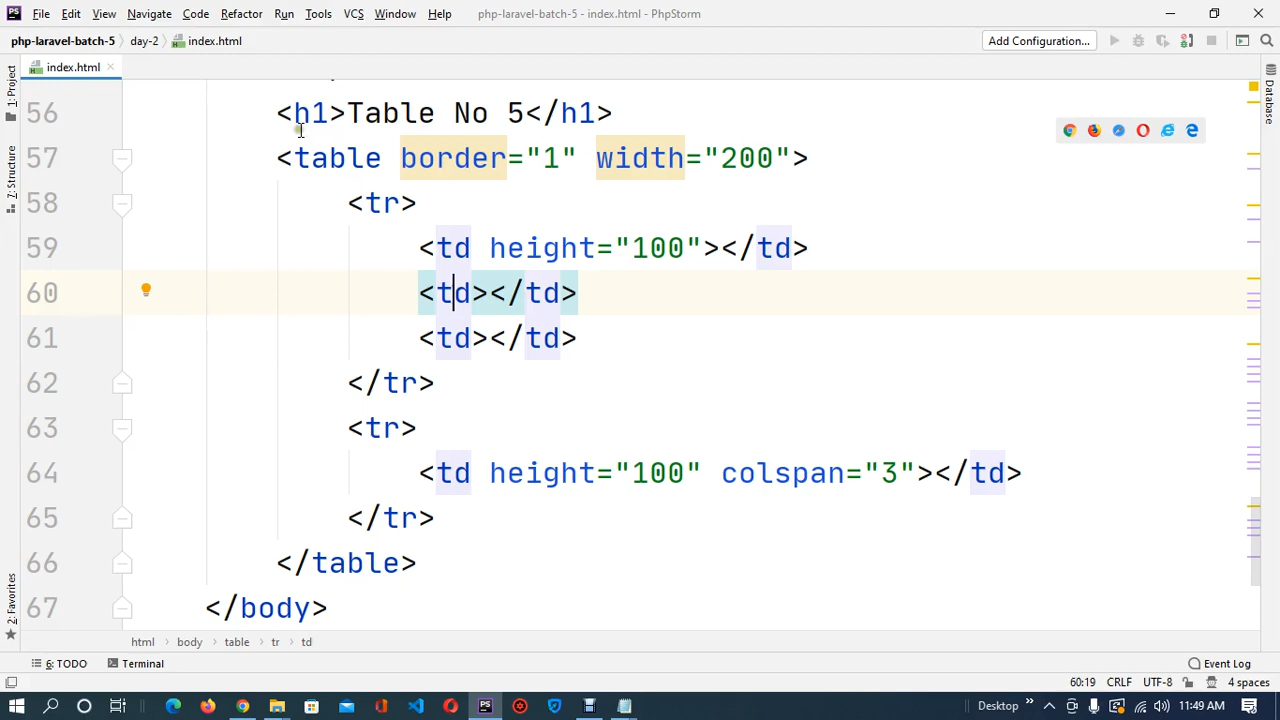 File Edit View Navigate Code Refactor Run Tools VCS Window Help php-laravel-batch-5 - index.html - PhpStorm
php-laravel-batch-5 day-2 index.html Add Configuration...
index.html
1: Project
7: Structure
2: Favorites
Database
56 <h1>Table No 5</h1>
57 <table border="1" width="200">
58 <tr>
59 <td height="100"></td>
60 <td></td>
61 <td></td>
62 </tr>
63 <tr>
64 <td height="100" colspan="3"></td>
65 </tr>
66 </table>
67 </body>
html body table tr td
6: TODO Terminal Event Log
60:19 CRLF UTF-8 4 spaces
Desktop 11:49 AM